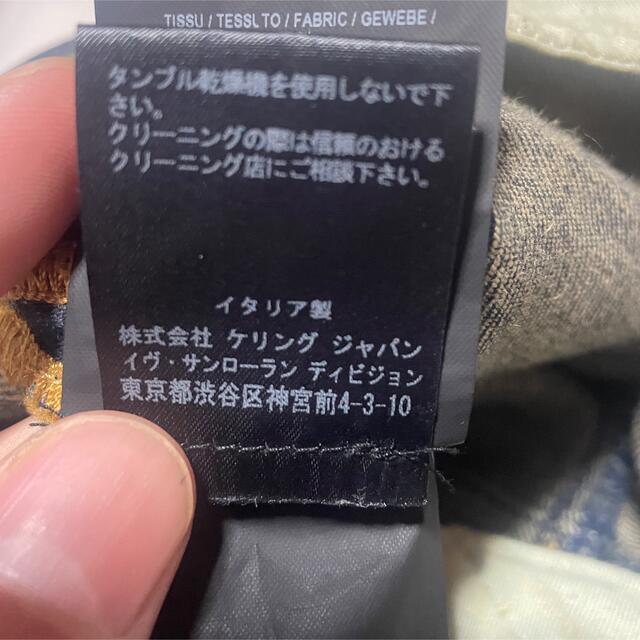 TISSU / TESSUTO / FABRIC / GEWEBE /
タンブル乾燥機を使用しないで下
さい。
クリーニングの際は信頼のおける
クリーニング店にご相談下さい。
イタリア製
株式会社 ケリング ジャパン
イヴ・サンローラン ディビジョン
東京都渋谷区神宮前4-3-10